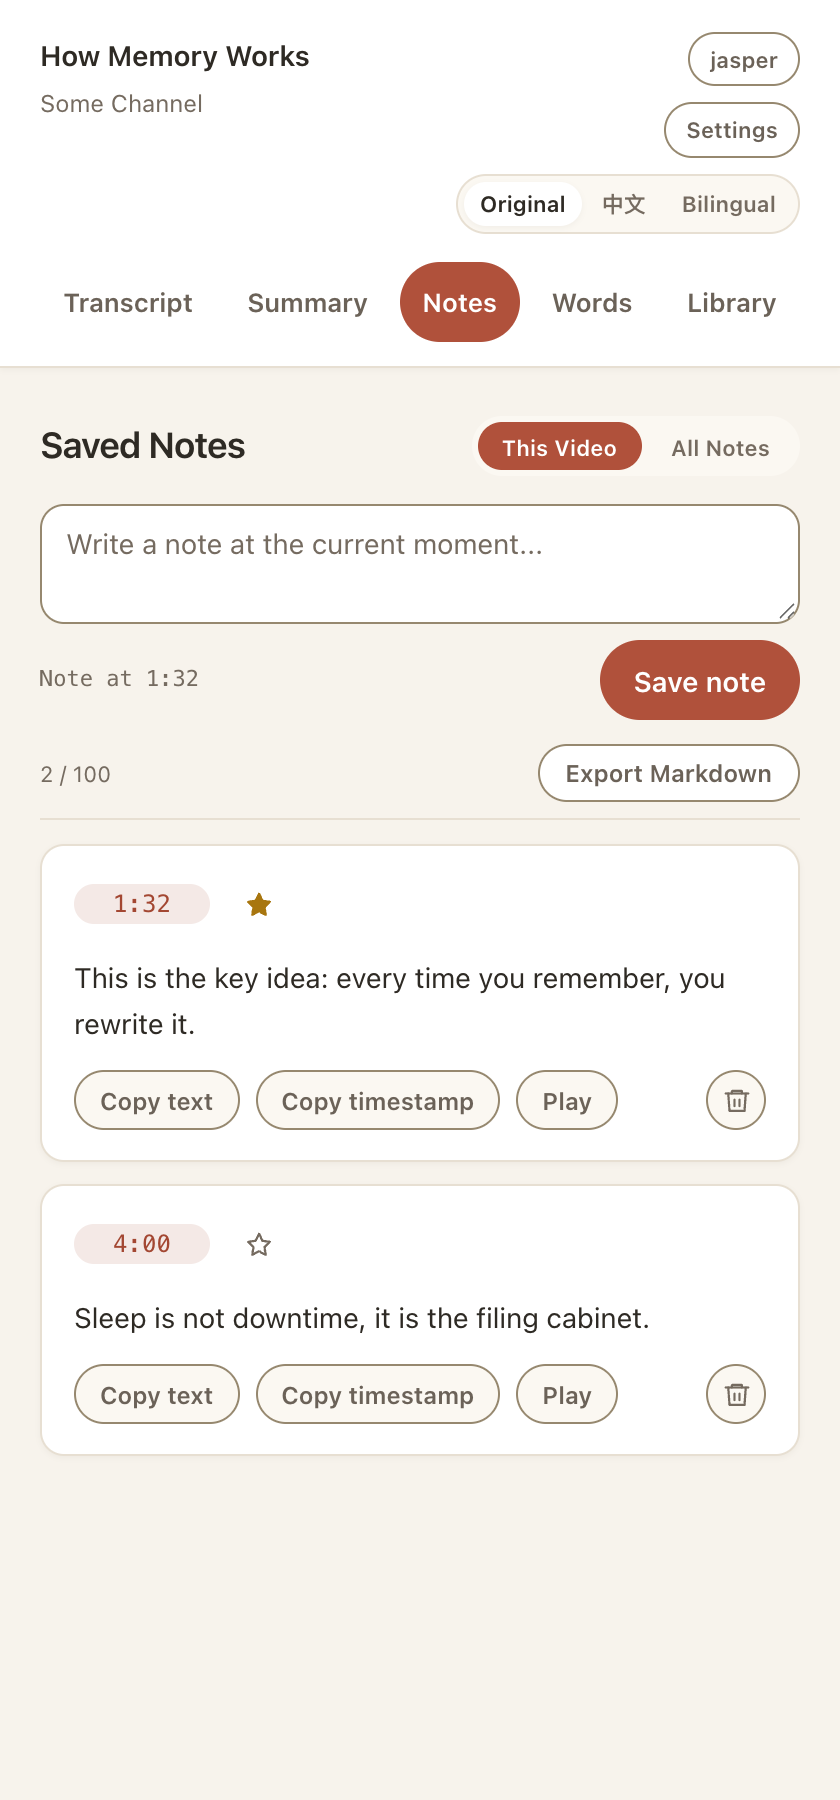 How Memory Works
Some Channel
jasper
Settings
Original 中文 Bilingual
Transcript Summary Notes Words Library
Saved Notes
This Video All Notes
Write a note at the current moment...
Note at 1:32
Save note
2 / 100
Export Markdown
1:32
This is the key idea: every time you remember, you
rewrite it.
Copy text Copy timestamp Play
4:00
Sleep is not downtime, it is the filing cabinet.
Copy text Copy timestamp Play